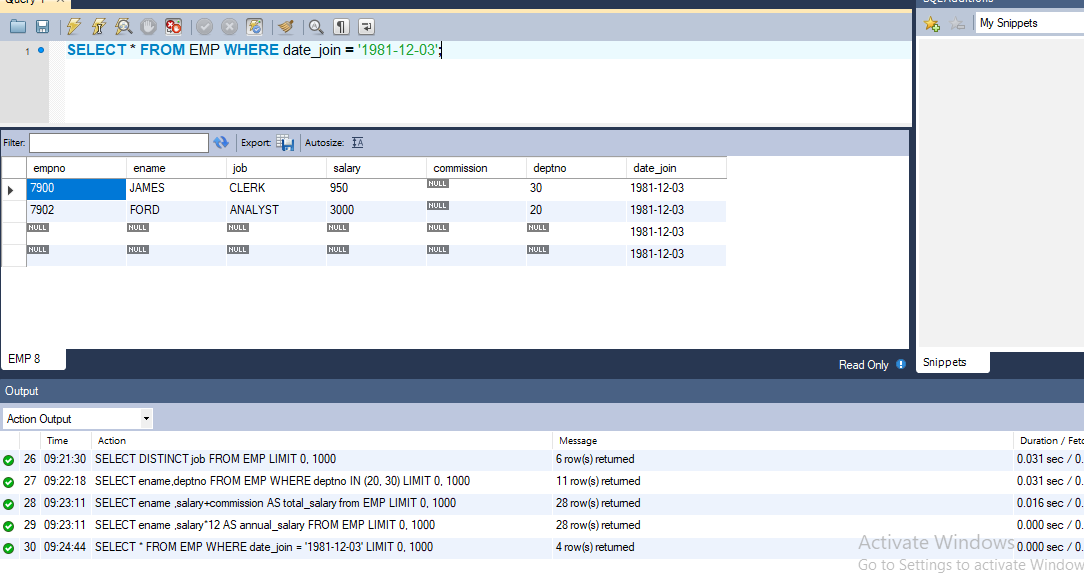 Query 1
SQLAdditions
My Snippets
1 SELECT * FROM EMP WHERE date_join = '1981-12-03';
Filter: Export: Autosize:
empno ename job salary commission deptno date_join
7900 JAMES CLERK 950 NULL 30 1981-12-03
7902 FORD ANALYST 3000 NULL 20 1981-12-03
NULL NULL NULL NULL NULL NULL 1981-12-03
NULL NULL NULL NULL NULL NULL 1981-12-03
EMP 8
Read Only
Snippets
Output
Action Output
Time Action Message Duration / Fetc
26 09:21:30 SELECT DISTINCT job FROM EMP LIMIT 0, 1000 6 row(s) returned 0.031 sec / 0.
27 09:22:18 SELECT ename,deptno FROM EMP WHERE deptno IN (20, 30) LIMIT 0, 1000 11 row(s) returned 0.031 sec / 0.
28 09:23:11 SELECT ename ,salary+commission AS total_salary from EMP LIMIT 0, 1000 28 row(s) returned 0.016 sec / 0.
29 09:23:11 SELECT ename ,salary*12 AS annual_salary FROM EMP LIMIT 0, 1000 28 row(s) returned 0.000 sec / 0.
30 09:24:44 SELECT * FROM EMP WHERE date_join = '1981-12-03' LIMIT 0, 1000 4 row(s) returned 0.000 sec / 0.
Activate Windows
Go to Settings to activate Window